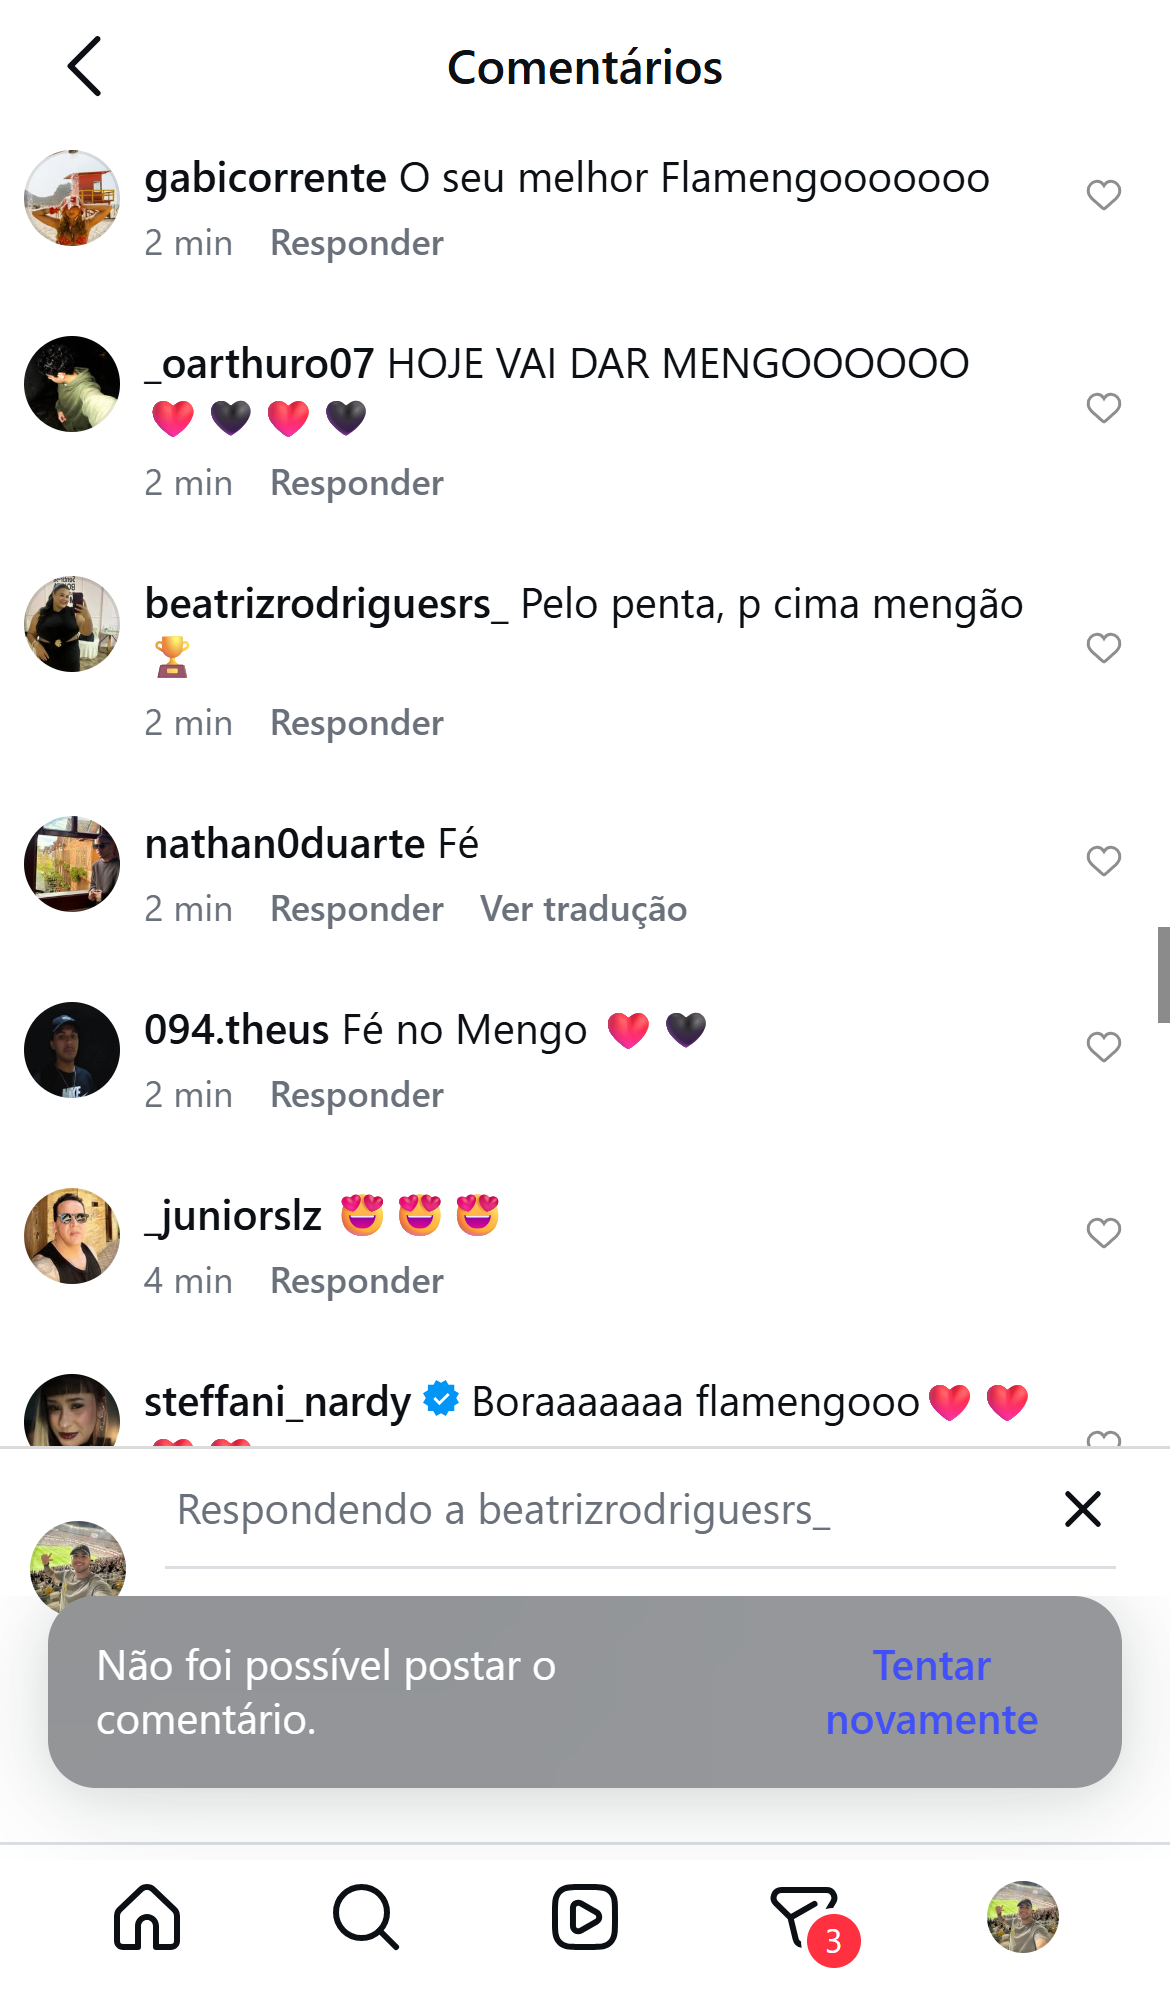 Comentários
gabicorrente O seu melhor Flamengooooooo
2 min Responder
_oarthuro07 HOJE VAI DAR MENGOOOOOO
❤️🖤❤️🖤
2 min Responder
beatrizrodriguesrs_ Pelo penta, p cima mengão
🏆
2 min Responder
nathan0duarte Fé
2 min Responder Ver tradução
094.theus Fé no Mengo ❤️🖤
2 min Responder
_juniorslz 😍😍😍
4 min Responder
steffani_nardy Boraaaaaaa flamengooo❤️❤️
❤️❤️
Respondendo a beatrizrodriguesrs_
Não foi possível postar o
comentário.
Tentar
novamente
3